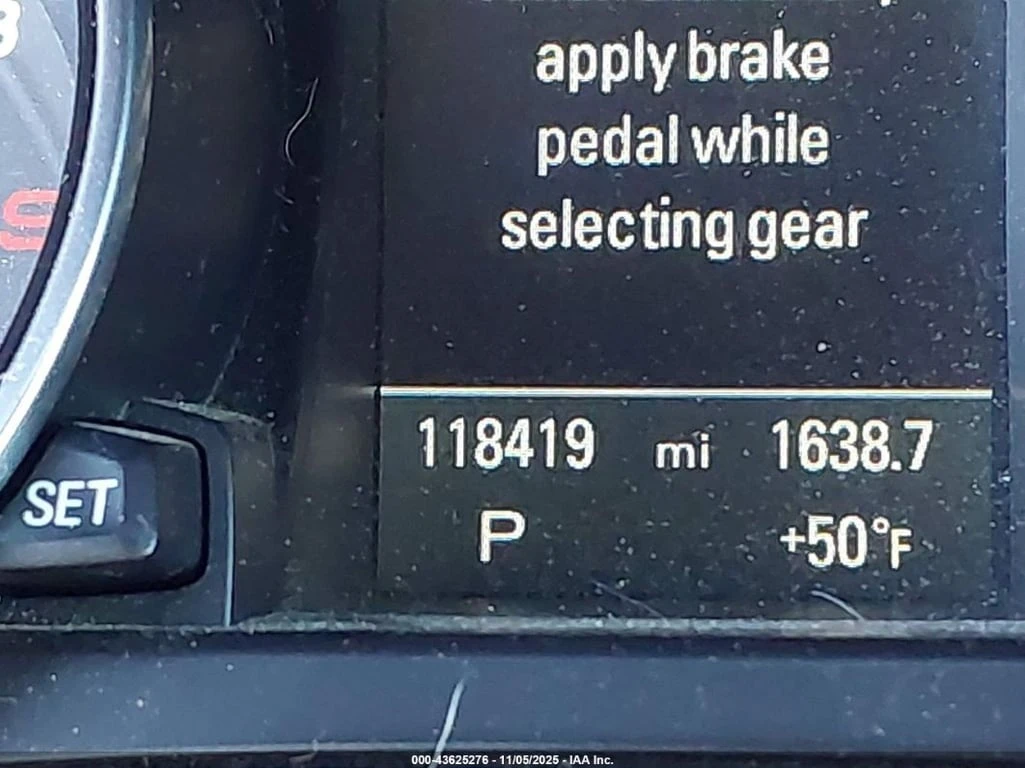 8
S
apply brake
pedal while
selecting gear
118419 mi 1638.7
P +50°F
SET
000-43625276 - 11/05/2025 - IAA Inc.